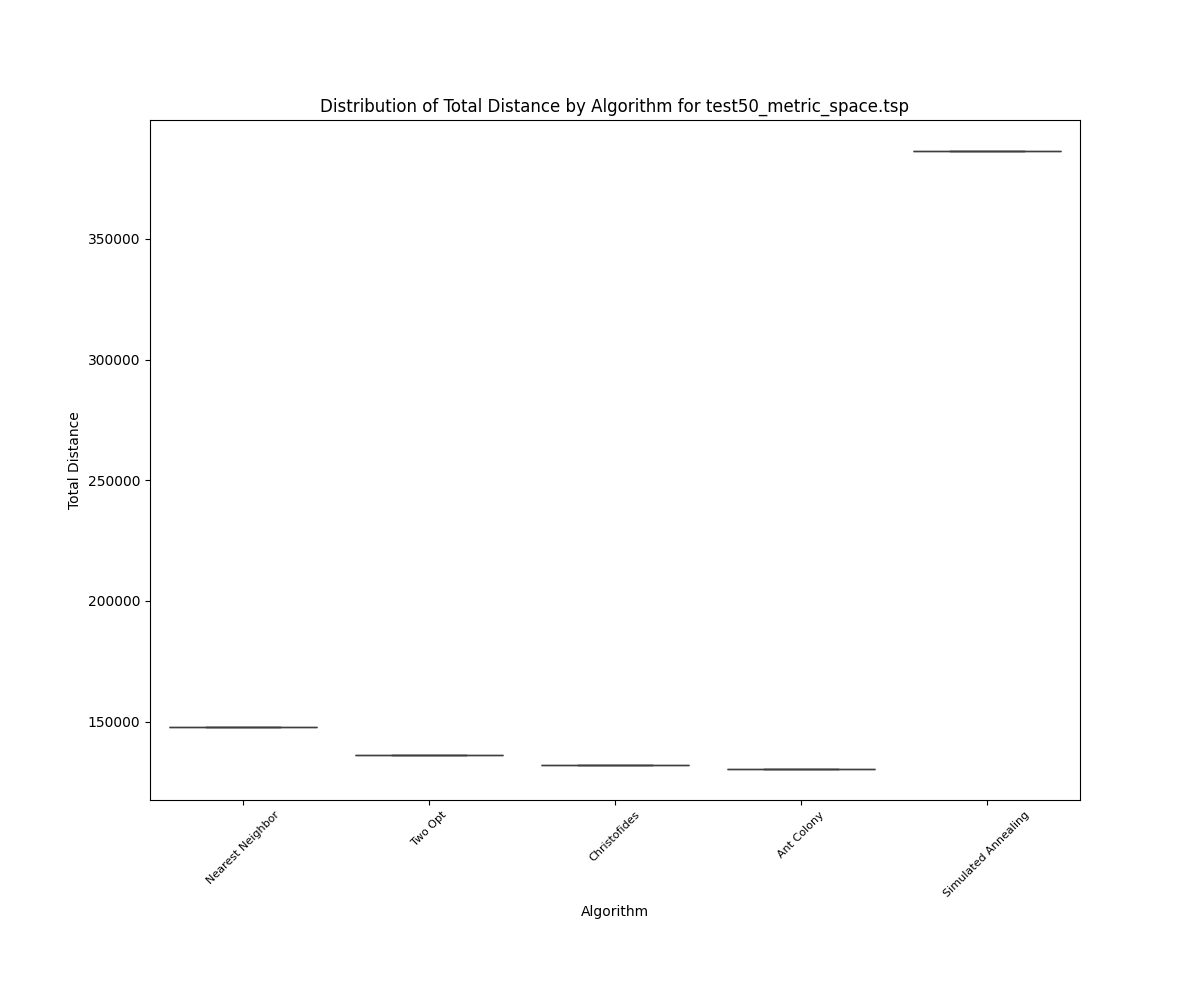 Distribution of Total Distance by Algorithm for test50_metric_space.tsp
Total Distance
350000
300000
250000
200000
150000
Nearest Neighbor
Two Opt
Christofides
Ant Colony
Simulated Annealing
Algorithm